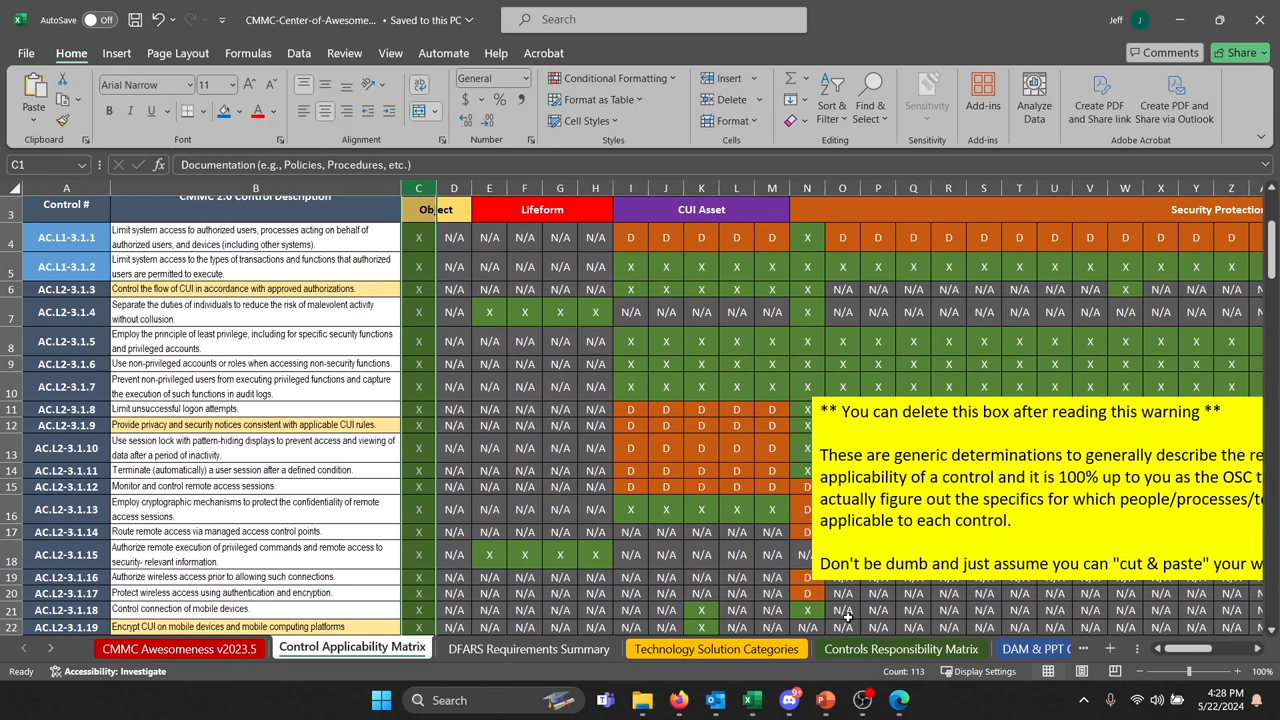 AutoSave Off CMMC-Center-of-Awesome... • Saved to this PC Search Jeff J
File Home Insert Page Layout Formulas Data Review View Automate Help Acrobat Comments Share
Paste Arial Narrow 11 General Conditional Formatting Insert Sort & Filter Find & Select Sensitivity Add-ins Analyze Data Create PDF and Share link Create PDF and Share via Outlook
B I U A $ % Format as Table Delete
Cell Styles Format
Clipboard Font Alignment Number Styles Cells Editing Sensitivity Add-ins Adobe Acrobat
C1 fx Documentation (e.g., Policies, Procedures, etc.)
A B C D E F G H I J K L M N O P Q R S T U V W X Y Z
3 Control # CMMC 2.0 Control Description Object Lifeform CUI Asset Security Protection
4 AC.L1-3.1.1 Limit system access to authorized users, processes acting on behalf of authorized users, and devices (including other systems). X N/A N/A N/A N/A N/A D D D D D X D D D D D D D D D D D D
5 AC.L1-3.1.2 Limit system access to the types of transactions and functions that authorized users are permitted to execute. X N/A N/A N/A N/A N/A X X X X X X X X X X X X X X X X X X
6 AC.L2-3.1.3 Control the flow of CUI in accordance with approved authorizations. X N/A N/A N/A N/A N/A X X X X X X N/A N/A N/A N/A N/A N/A N/A N/A X N/A N/A N/A
7 AC.L2-3.1.4 Separate the duties of individuals to reduce the risk of malevolent activity without collusion. X N/A X X X X N/A N/A N/A N/A N/A X N/A N/A N/A N/A N/A N/A N/A N/A N/A N/A N/A N/A
8 AC.L2-3.1.5 Employ the principle of least privilege, including for specific security functions and privileged accounts. X N/A N/A N/A N/A N/A X X X X X X X X X X X X X X X X X X
9 AC.L2-3.1.6 Use non-privileged accounts or roles when accessing non-security functions. X N/A N/A N/A N/A N/A X X X X X X X X X X X X X X X X X X
10 AC.L2-3.1.7 Prevent non-privileged users from executing privileged functions and capture the execution of such functions in audit logs. X N/A N/A N/A N/A N/A X X X X X X X X X X X X X X X X X X
11 AC.L2-3.1.8 Limit unsuccessful logon attempts. X N/A N/A N/A N/A N/A D D D D D X
12 AC.L2-3.1.9 Provide privacy and security notices consistent with applicable CUI rules. X N/A N/A N/A N/A N/A D D D D D X
13 AC.L2-3.1.10 Use session lock with pattern-hiding displays to prevent access and viewing of data after a period of inactivity. X N/A N/A N/A N/A N/A D D D D D
14 AC.L2-3.1.11 Terminate (automatically) a user session after a defined condition. X N/A N/A N/A N/A N/A D D D D D
15 AC.L2-3.1.12 Monitor and control remote access sessions. X N/A N/A N/A N/A N/A D D D D D
16 AC.L2-3.1.13 Employ cryptographic mechanisms to protect the confidentiality of remote access sessions. X N/A N/A N/A N/A N/A X X X X X D
17 AC.L2-3.1.14 Route remote access via managed access control points. X N/A N/A N/A N/A N/A N/A N/A N/A N/A N/A D
18 AC.L2-3.1.15 Authorize remote execution of privileged commands and remote access to security- relevant information. X N/A X X X X N/A N/A N/A N/A N/A
19 AC.L2-3.1.16 Authorize wireless access prior to allowing such connections. X N/A N/A N/A N/A N/A N/A N/A N/A N/A N/A D N/A N/A N/A N/A N/A N/A N/A N/A N/A N/A N/A N/A
20 AC.L2-3.1.17 Protect wireless access using authentication and encryption. X N/A N/A N/A N/A N/A N/A N/A N/A N/A N/A D N/A N/A N/A N/A N/A N/A N/A N/A N/A N/A N/A N/A
21 AC.L2-3.1.18 Control connection of mobile devices. X N/A N/A N/A N/A N/A N/A N/A X N/A N/A X N/A N/A N/A N/A N/A N/A N/A N/A N/A N/A N/A N/A
22 AC.L2-3.1.19 Encrypt CUI on mobile devices and mobile computing platforms X N/A N/A N/A N/A N/A N/A N/A X N/A N/A N/A N/A N/A N/A N/A N/A N/A N/A N/A N/A N/A N/A N/A
** You can delete this box after reading this warning **
These are generic determinations to generally describe the re
applicability of a control and it is 100% up to you as the OSC t
actually figure out the specifics for which people/processes/te
applicable to each control.
Don't be dumb and just assume you can "cut & paste" your w
CMMC Awesomeness v2023.5 Control Applicability Matrix DFARS Requirements Summary Technology Solution Categories Controls Responsibility Matrix DAM & PPT
Ready Accessibility: Investigate Count: 113 Display Settings 100%
Search 9+ 4:28 PM
5/22/2024